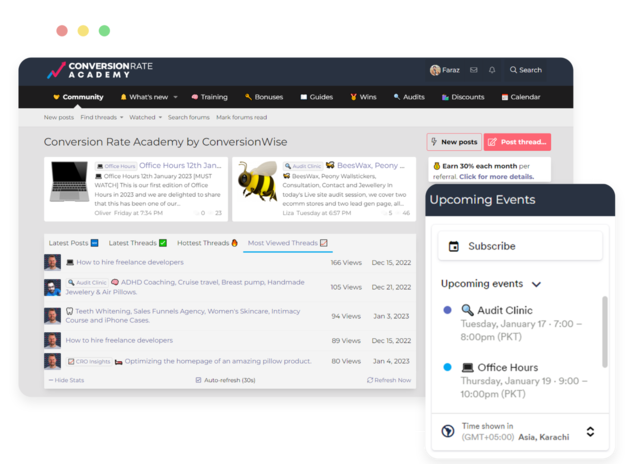 CONVERSIONRATE
ACADEMY
Faraz
Search
Community
What's new
Training
Bonuses
Guides
Wins
Audits
Discounts
Calendar
New posts Find threads Watched Search forums Mark forums read
Conversion Rate Academy by ConversionWise
New posts
Post thread...
Office Hours Office Hours 12th Jan...
Office Hours 12th January 2023 [MUST
WATCH] This is our first edition of Office
Hours in 2023 and we are delighted to share
that this has been one of our...
Oliver Friday at 7:34 PM 0 23
Audit Clinic BeesWax, Peony ...
BeesWax, Peony Wallstickers,
Consultation, Contact and Jewellery In
today's Live site audit session, we cover two
ecomm stores and two lead gen page, all...
Liza Tuesday at 6:57 PM 5 46
Earn 30% each month per
referral. Click for more details.
Latest Posts Latest Threads Hottest Threads Most Viewed Threads
How to hire freelance developers 166 Views Dec 15, 2022
Audit Clinic ADHD Coaching, Cruise travel, Breast pump, Handmade
Jewelery & Air Pillows. 105 Views Dec 21, 2022
Teeth Whitening, Sales Funnels Agency, Women's Skincare, Intimacy
Course and iPhone Cases. 94 Views Jan 3, 2023
How to hire freelance developers 89 Views Dec 15, 2022
CRO Insights Optimizing the homepage of an amazing pillow product. 80 Views Jan 4, 2023
Hide Stats
Auto-refresh (30s)
Refresh Now
Upcoming Events
Subscribe
Upcoming events
Audit Clinic
Tuesday, January 17 · 7:00 –
8:00pm (PKT)
Office Hours
Thursday, January 19 · 9:00 –
10:00pm (PKT)
Time shown in
(GMT+05:00) Asia, Karachi